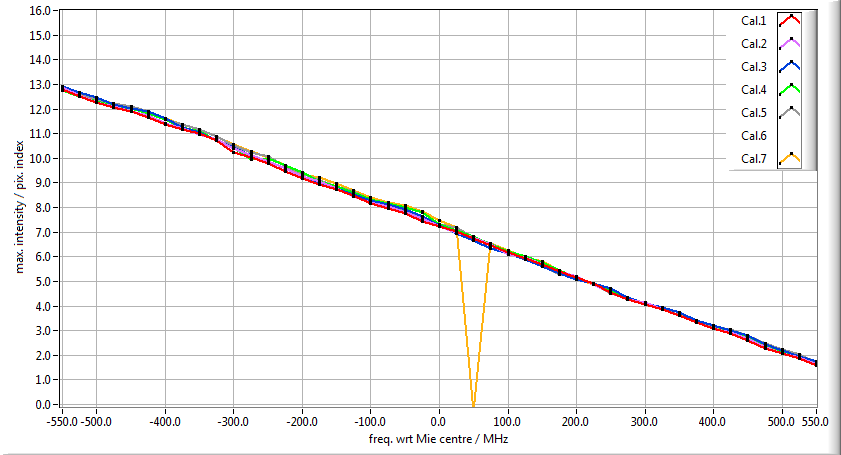 16.0
15.0
14.0
13.0
12.0
11.0
10.0
9.0
8.0
7.0
6.0
5.0
4.0
3.0
2.0
1.0
0.0
max. intensity / pix. index
Cal.1
Cal.2
Cal.3
Cal.4
Cal.5
Cal.6
Cal.7
-550.0 -500.0 -400.0 -300.0 -200.0 -100.0 0.0 100.0 200.0 300.0 400.0 500.0 550.0
freq. wrt Mie centre / MHz